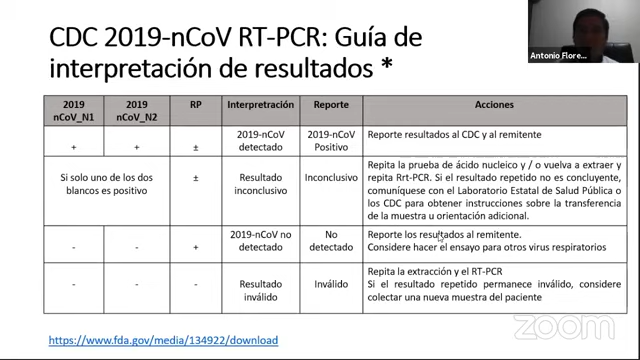 CDC 2019-nCoV RT-PCR: Guía de
interpretación de resultados *
Antonio Flore...
2019 nCoV_N1 2019 nCoV_N2 RP Interpretación Reporte Acciones
+ + ± 2019-nCoV detectado 2019-nCoV Positivo Reporte resultados al CDC y al remitente
Si solo uno de los dos
blancos es positivo
± Resultado inconclusivo Inconclusivo
Repita la prueba de ácido nucleico y / o vuelva a extraer y
repita Rrt-PCR. Si el resultado repetido no es concluyente,
comuníquese con el Laboratorio Estatal de Salud Pública o
los CDC para obtener instrucciones sobre la transferencia
de la muestra u orientación adicional.
- - + 2019-nCoV no detectado No detectado
Reporte los resultados al remitente.
Considere hacer el ensayo para otros virus respiratorios
- - - Resultado inválido Inválido
Repita la extracción y el RT-PCR
Si el resultado repetido permanece inválido, considere
colectar una nueva muestra del paciente
https://www.fda.gov/media/134922/download
zoom